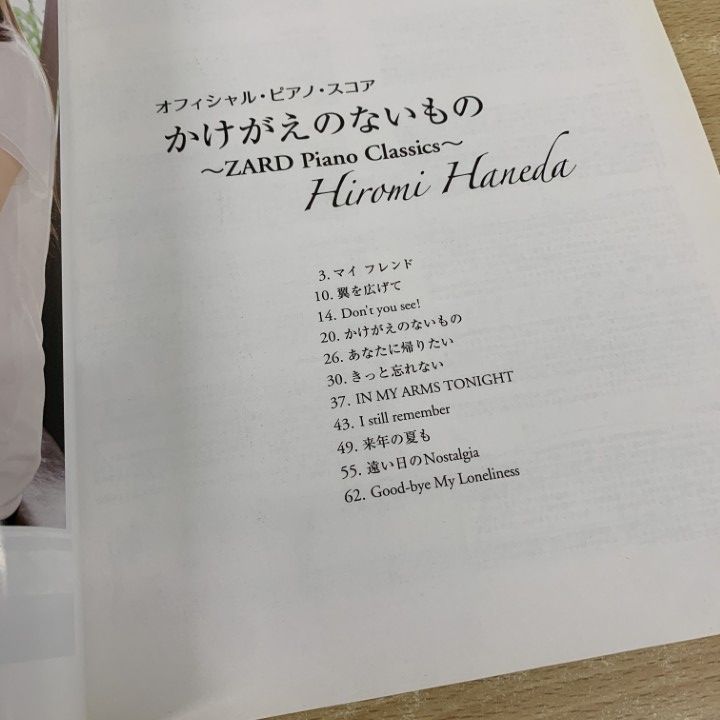 オフィシャル・ピアノ・スコア
かけがえのないもの
～ZARD Piano Classics～
Hiromi Haneda
3. マイ フレンド
10. 翼を広げて
14. Don't you see!
20. かけがえのないもの
26. あなたに帰りたい
30. きっと忘れない
37. IN MY ARMS TONIGHT
43. I still remember
49. 来年の夏も
55. 遠い日のNostalgia
62. Good-bye My Loneliness